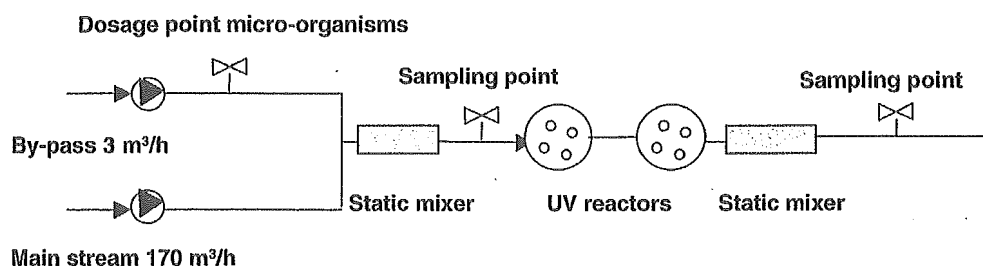 Dosage point micro-organisms
Sampling point
Sampling point
By-pass 3 m³/h
Static mixer
UV reactors
Static mixer
Main stream 170 m³/h